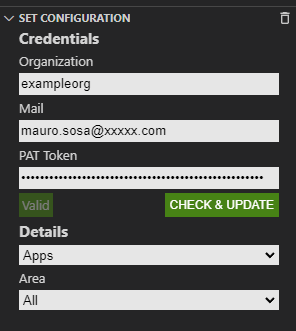 SET CONFIGURATION
Credentials
Organization
exampleorg
Mail
mauro.sosa@xxxxx.com
PAT Token
••••••••••••••••••••••••••••••••••••••••••••••••••••
Valid
CHECK & UPDATE
Details
Apps
Area
All